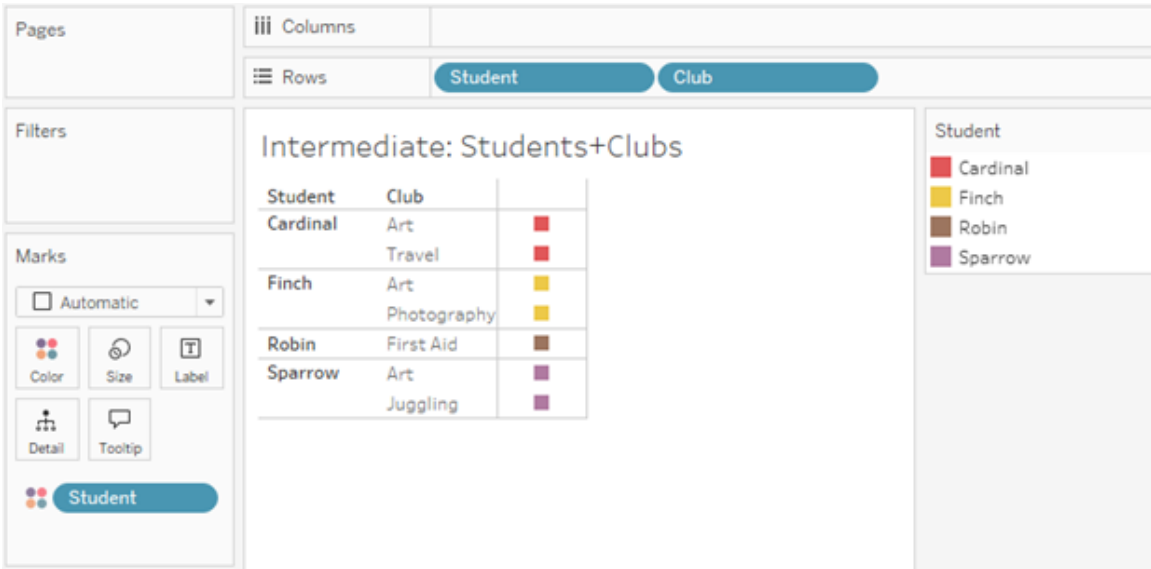 Pages
Columns
Rows
Student
Club
Filters
Marks
Automatic
Color
Size
T
Label
Detail
Tooltip
Student
Intermediate: Students+Clubs
Student Club
Cardinal Art
Travel
Finch Art
Photography
Robin First Aid
Sparrow Art
Juggling
Student
Cardinal
Finch
Robin
Sparrow